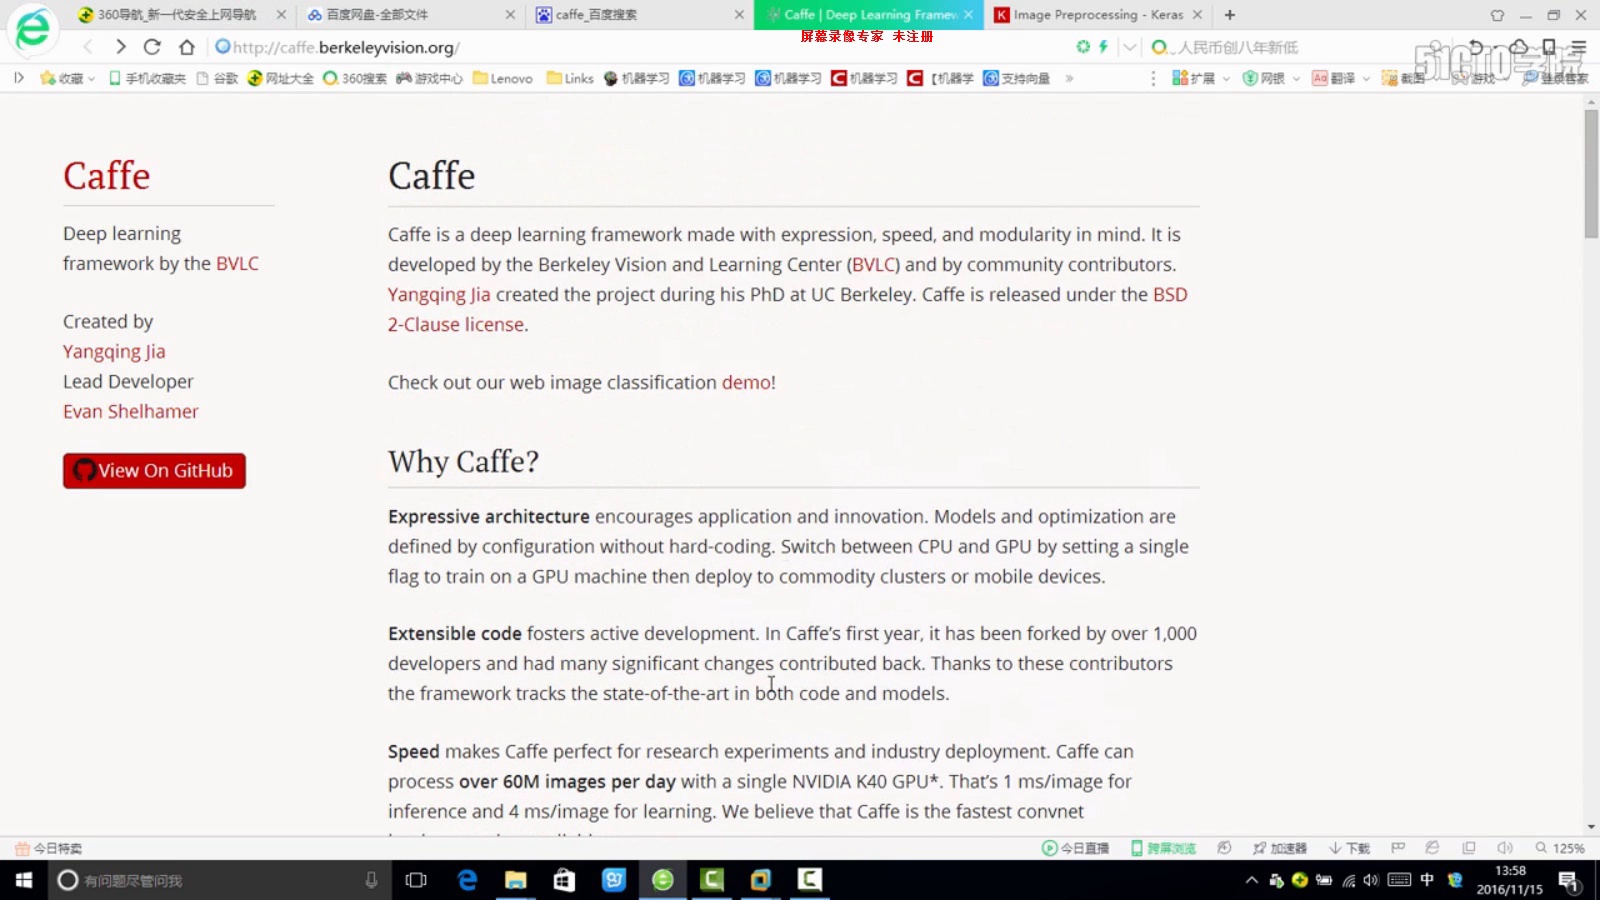 360导航_新一代安全上网导航
百度网盘-全部文件
caffe_百度搜索
Caffe | Deep Learning Framew
Image Preprocessing - Keras
屏幕录像专家 未注册
http://caffe.berkeleyvision.org/
人民币创八年新低
51CTO学院
收藏 手机收藏夹 谷歌 网址大全 360搜索 游戏中心 Lenovo Links 机器学习 机器学习 机器学习 机器学习 【机器学 支持向量 » 扩展 网银 翻译 截图 游戏 登录管家
Caffe
Deep learning
framework by the BVLC
Created by
Yangqing Jia
Lead Developer
Evan Shelhamer
View On GitHub
Caffe
Caffe is a deep learning framework made with expression, speed, and modularity in mind. It is
developed by the Berkeley Vision and Learning Center (BVLC) and by community contributors.
Yangqing Jia created the project during his PhD at UC Berkeley. Caffe is released under the BSD
2-Clause license.
Check out our web image classification demo!
Why Caffe?
Expressive architecture encourages application and innovation. Models and optimization are
defined by configuration without hard-coding. Switch between CPU and GPU by setting a single
flag to train on a GPU machine then deploy to commodity clusters or mobile devices.
Extensible code fosters active development. In Caffe's first year, it has been forked by over 1,000
developers and had many significant changes contributed back. Thanks to these contributors
the framework tracks the state-of-the-art in both code and models.
Speed makes Caffe perfect for research experiments and industry deployment. Caffe can
process over 60M images per day with a single NVIDIA K40 GPU*. That's 1 ms/image for
inference and 4 ms/image for learning. We believe that Caffe is the fastest convnet
今日特卖
今日直播 跨屏浏览 加速器 下载 125%
有问题尽管问我
中
13:58
2016/11/15
1